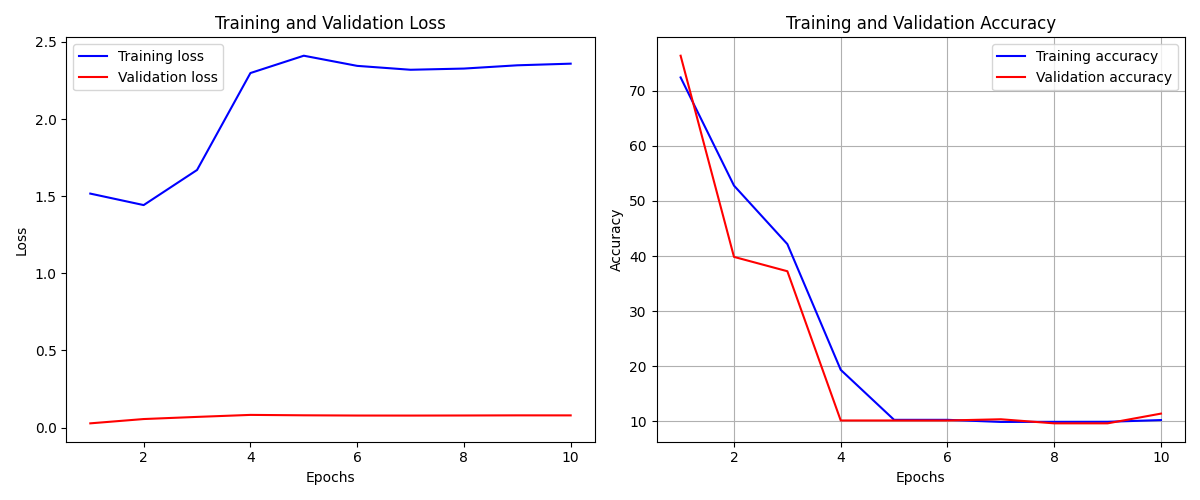 Training and Validation Loss
2.5
2.0
1.5
1.0
0.5
0.0
Loss
Training loss
Validation loss
2
4
6
8
10
Epochs
Training and Validation Accuracy
70
60
50
40
30
20
10
Accuracy
Training accuracy
Validation accuracy
2
4
6
8
10
Epochs